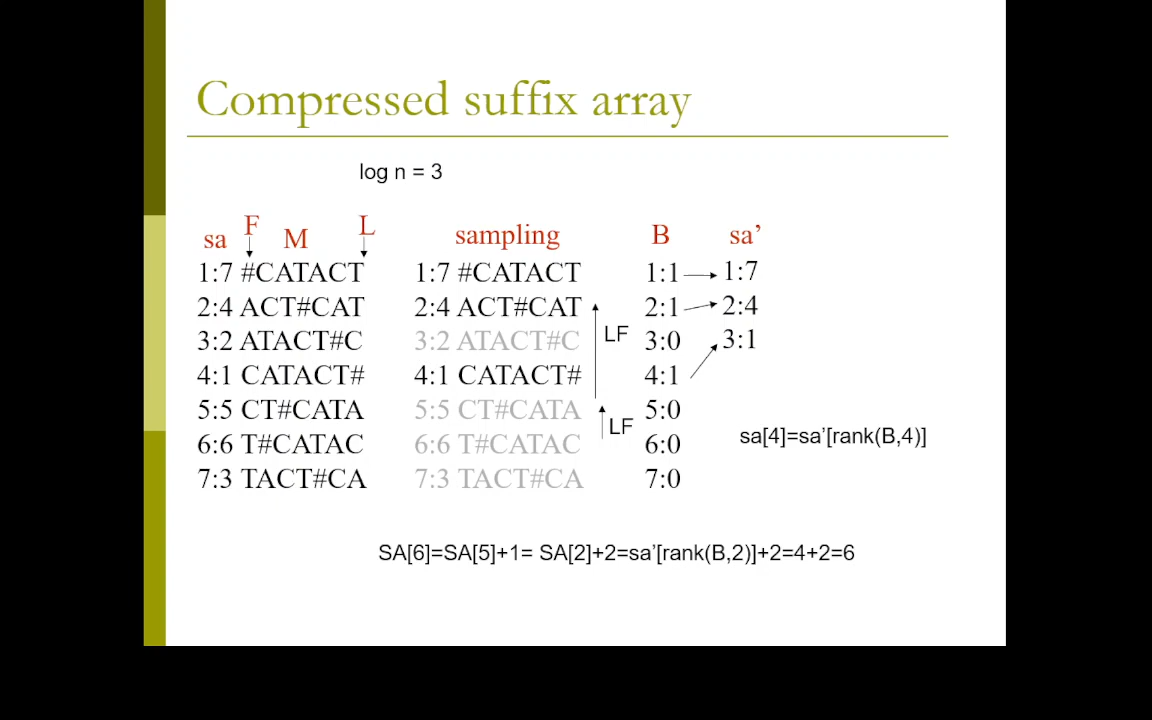 Compressed suffix array
log n = 3
sa F M L sampling B sa’
1:7 #CATACT 1:7 #CATACT 1:1 1:7
2:4 ACT#CAT 2:4 ACT#CAT 2:1 2:4
3:2 ATACT#C 3:2 ATACT#C LF 3:0 3:1
4:1 CATACT# 4:1 CATACT# 4:1
5:5 CT#CATA 5:5 CT#CATA LF 5:0
6:6 T#CATAC 6:6 T#CATAC 6:0 sa[4]=sa’[rank(B,4)]
7:3 TACT#CA 7:3 TACT#CA 7:0
SA[6]=SA[5]+1= SA[2]+2=sa’[rank(B,2)]+2=4+2=6